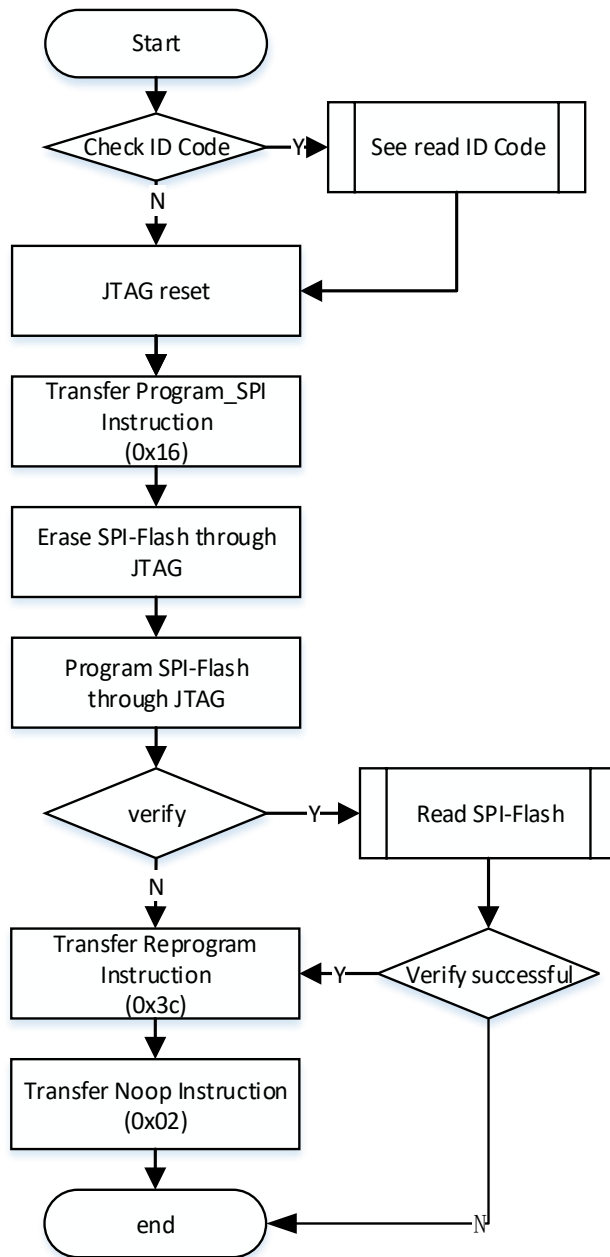 Start
Check ID Code
Y
See read ID Code
N
JTAG reset
Transfer Program_SPI
Instruction
(0x16)
Erase SPI-Flash through
JTAG
Program SPI-Flash
through JTAG
verify
Y
Read SPI-Flash
N
Transfer Reprogram
Instruction
(0x3c)
Y
Verify successful
Transfer Noop Instruction
(0x02)
end
N